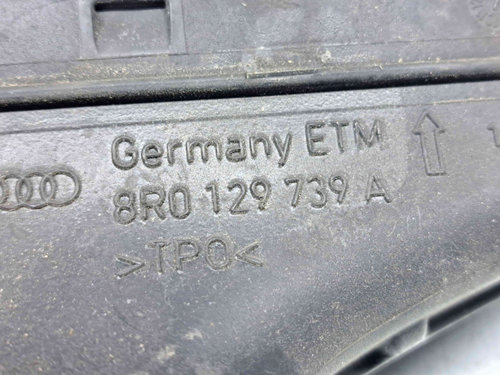 Germany ETM
8R0 129 739 A
>TPO<